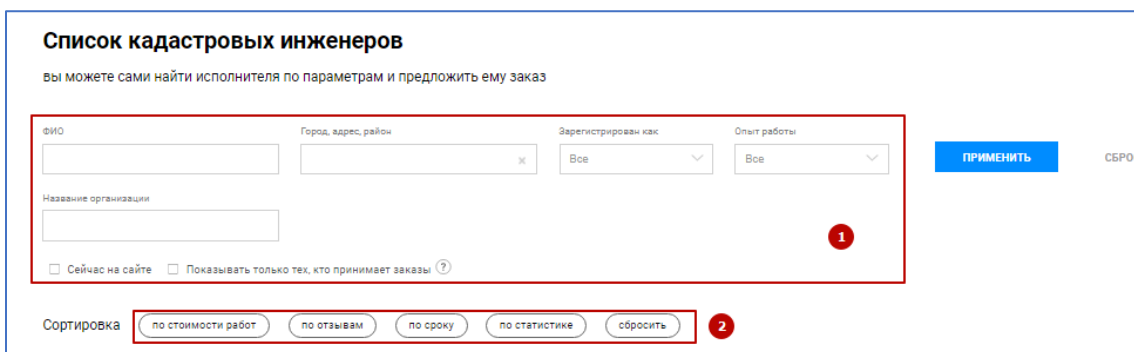 Список кадастровых инженеров
вы можете сами найти исполнителя по параметрам и предложить ему заказ
ФИО Город, адрес, район Зарегистрирован как Опыт работы
Все Все ПРИМЕНИТЬ СБРО
Название организации
1
Сейчас на сайте Показывать только тех, кто принимает заказы ?
Сортировка по стоимости работ по отзывам по сроку по статистике сбросить 2